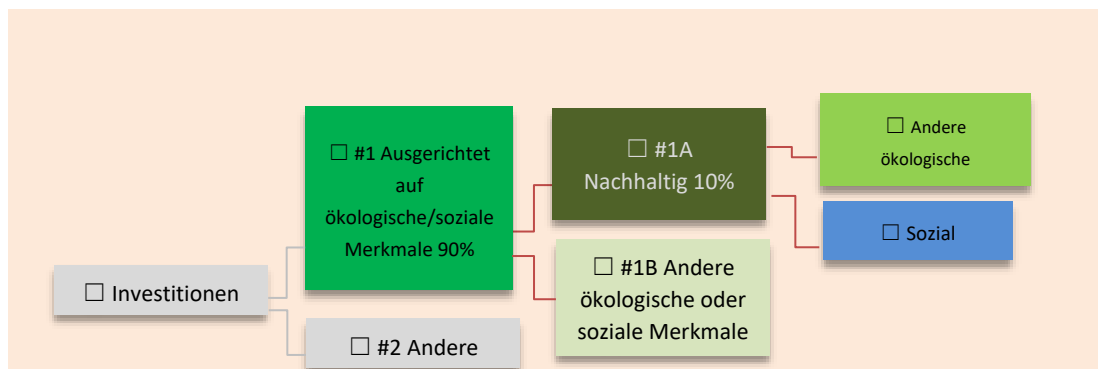 ☐ Investitionen
☐ #1 Ausgerichtet
auf
ökologische/soziale
Merkmale 90%
☐ #2 Andere
☐ #1A
Nachhaltig 10%
☐ #1B Andere
ökologische oder
soziale Merkmale
☐ Andere
ökologische
☐ Sozial